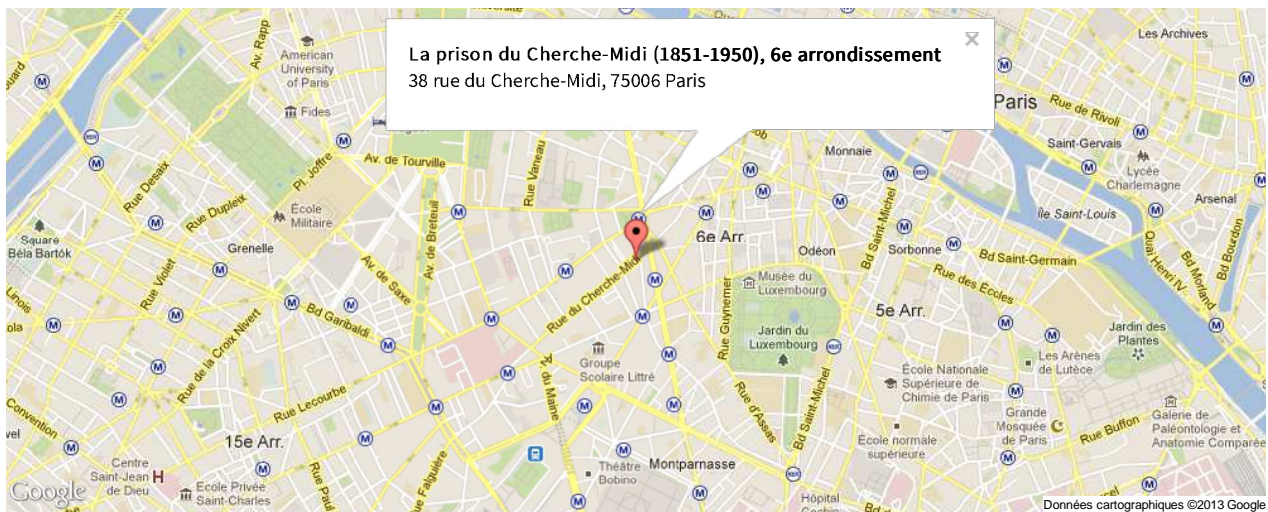 La prison du Cherche-Midi (1851-1950), 6e arrondissement
38 rue du Cherche-Midi, 75006 Paris
Les Archives
Av. Rapp
American
University
of Paris
Fides
Paris
Rue de Rivoli
Saint-Gervais
Lycée
Charlemagne
Monnaie
Av. de Tourville
Pl. Joffre
Rue Vaneau
Rue Desaix
Rue Dupleix
École
Militaire
Square
Béla Bartók
Grenelle
Av. de Breteuil
Av. de Saxe
6e Arr.
Odéon
Bd Saint-Michel
Sorbonne
Île Saint-Louis
Arsenal
Bd Saint-Germain
Quai Henri IV
Bd Morland
Bd Bourdon
Rue des Écoles
Musée du
Luxembourg
Rue Guynemer
Jardin du
Luxembourg
5e Arr.
Jardin des
Plantes
Les Arènes
de Lutèce
Rue Violet
Linois
Rue de la Croix Nivert
Bd Garibaldi
Rue du Cherche-Midi
Groupe
Scolaire Littré
Av. du Maine
Rue d'Assas
Bd Saint-Michel
École Nationale
Supérieure de
Chimie de Paris
Grande
Mosquée
de Paris
Rue Buffon
Galerie de
Paléontologie et
Anatomie Comparée
Convention
Rue Lecourbe
15e Arr.
École normale
supérieure
Centre
Saint-Jean
de Dieu
École Privée
Saint-Charles
Rue Paul
Rue Falguière
Théâtre
Bobino
Montparnasse
Hôpital
Cochin
Google
Données cartographiques ©2013 Google